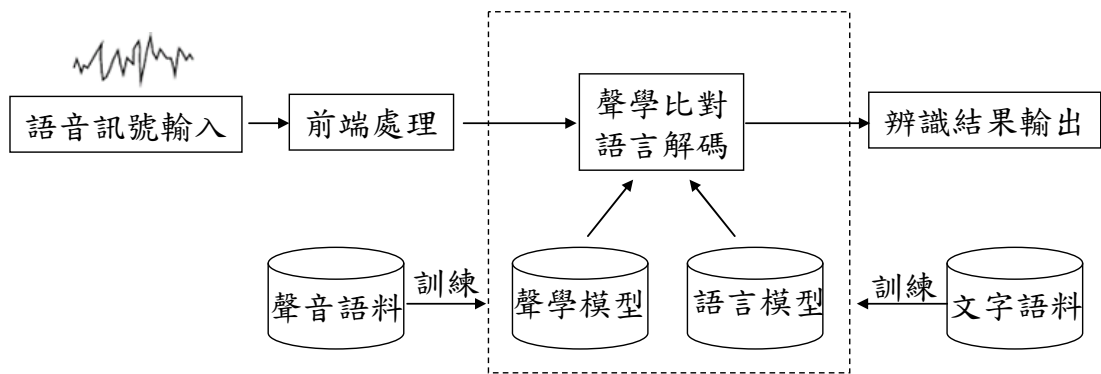 語音訊號輸入
前端處理
聲學比對
語言解碼
辨識結果輸出
聲音語料
訓練
聲學模型
語言模型
訓練
文字語料